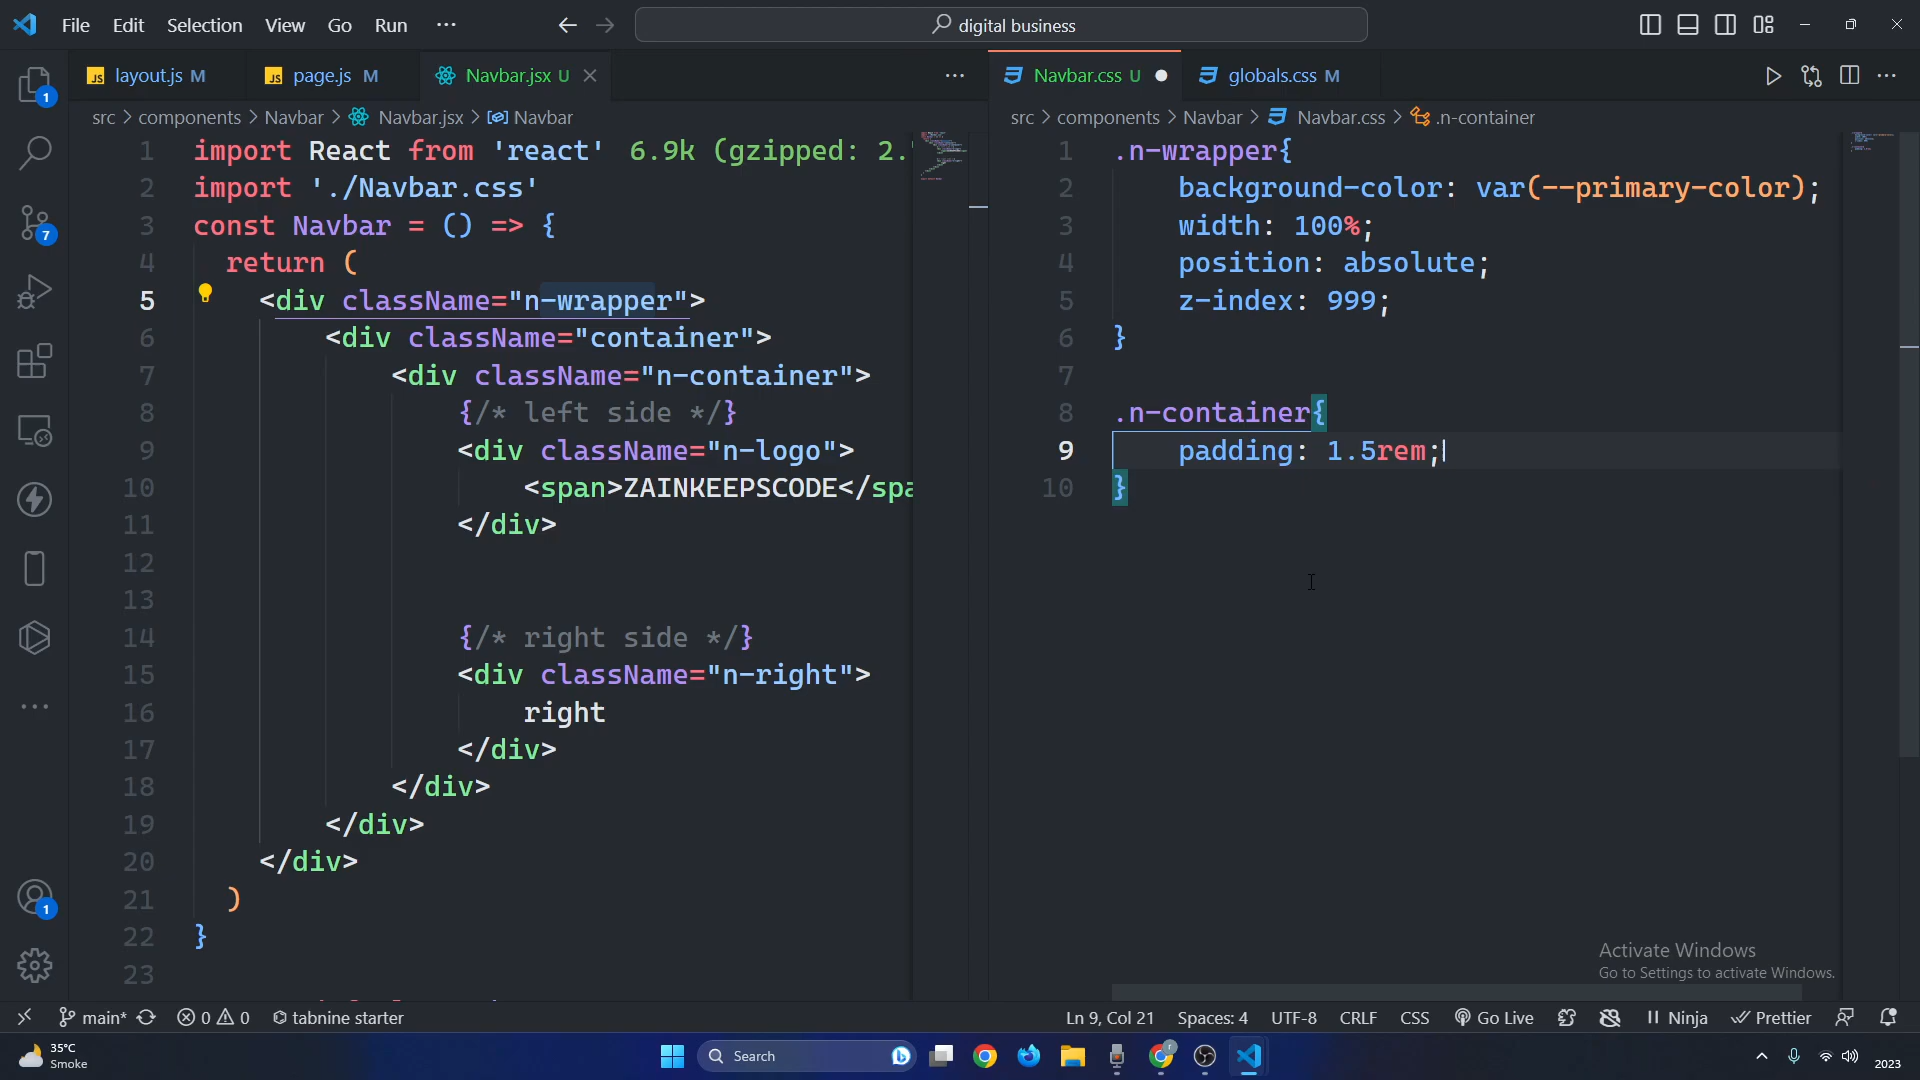 File Edit Selection View Go Run ···
digital business
layout.js M page.js M Navbar.jsx U
Navbar.css U globals.css M
src > components > Navbar > Navbar.jsx > Navbar
src > components > Navbar > Navbar.css > .n-container
1 import React from 'react' 6.9k (gzipped: 2.
2 import './Navbar.css'
3 const Navbar = () => {
4 return (
5 <div className="n-wrapper">
6 <div className="container">
7 <div className="n-container">
8 {/* left side */}
9 <div className="n-logo">
10 <span>ZAINKEEPSCODE</spa
11 </div>
12
13
14 {/* right side */}
15 <div className="n-right">
16 right
17 </div>
18 </div>
19 </div>
20 </div>
21 )
22 }
23
1 .n-wrapper{
2 background-color: var(--primary-color);
3 width: 100%;
4 position: absolute;
5 z-index: 999;
6 }
7
8 .n-container{
9 padding: 1.5rem;
10 }
1
7
1
Activate Windows
Go to Settings to activate Windows.
main* 0 0 tabnine starter
Ln 9, Col 21 Spaces: 4 UTF-8 CRLF CSS Go Live Ninja Prettier
35°C
Smoke
Search
2023